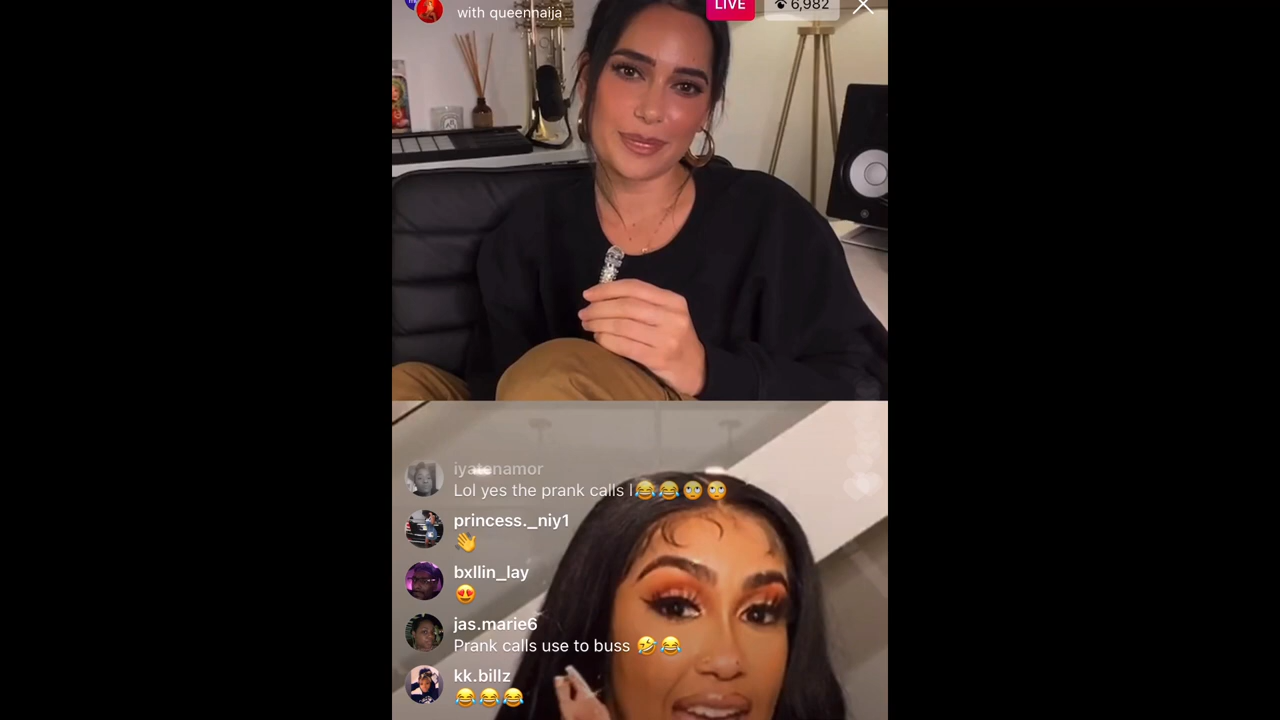 with queennaija
LIVE
6,982
iyatanamor
Lol yes the prank calls I😂😂🙄🙄
princess._niy1
👋
bxllin_lay
😍
jas.marie6
Prank calls use to buss 🤣😂
kk.billz
😂😂😂